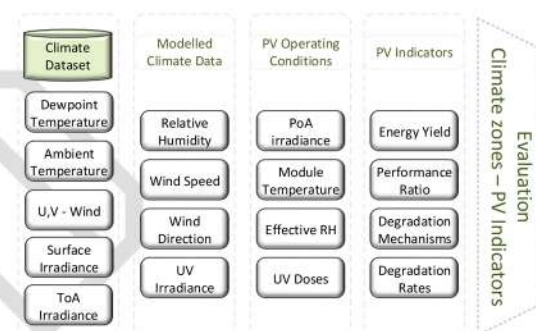 Climate
Dataset
Dewpoint
Temperature
Ambient
Temperature
U,V - Wind
Surface
Irradiance
ToA
Irradiance
Modelled
Climate Data
Relative
Humidity
Wind Speed
Wind
Direction
UV
Irradiance
PV Operating
Conditions
PoA
irradiance
Module
Temperature
Effective RH
UV Doses
PV Indicators
Energy Yield
Performance
Ratio
Degradation
Mechanisms
Degradation
Rates
Evaluation
Climate zones – PV Indicators